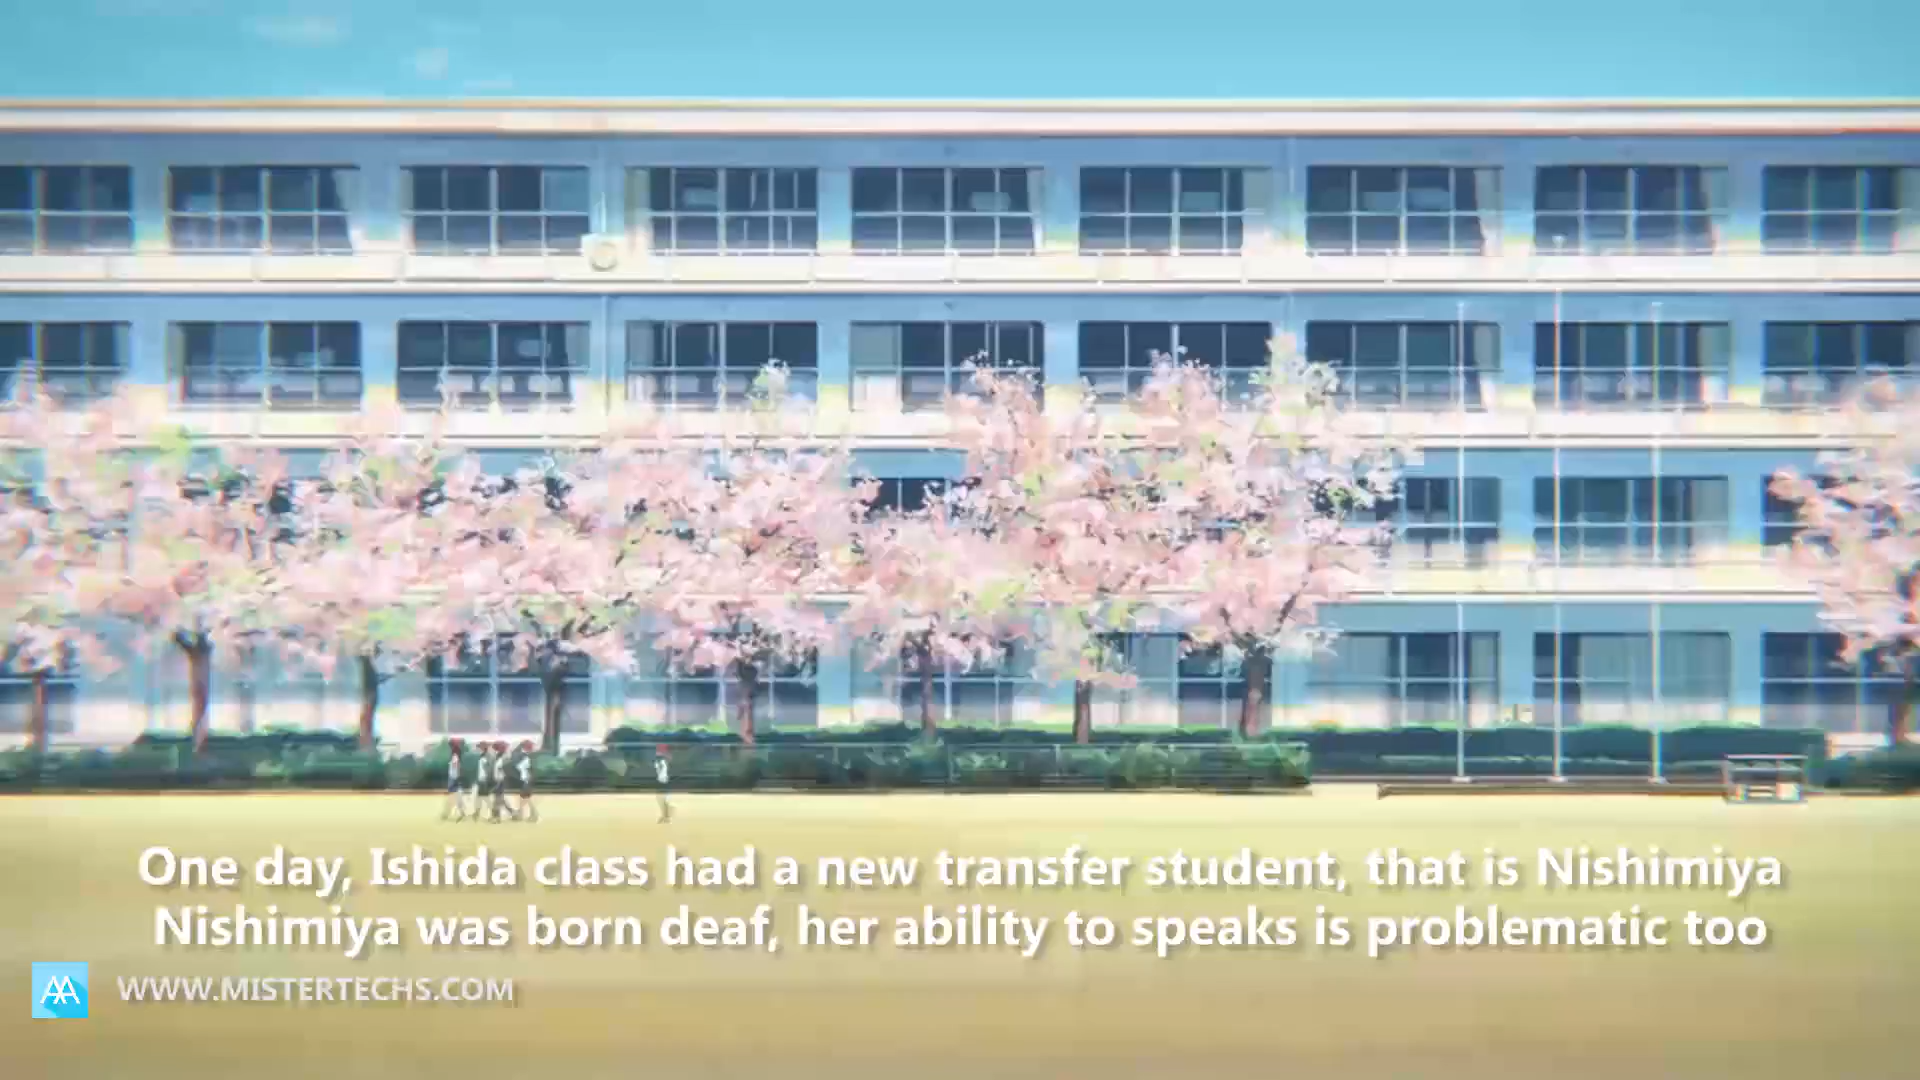 One day, Ishida class had a new transfer student, that is Nishimiya
Nishimiya was born deaf, her ability to speaks is problematic too
AA
WWW.MISTERTECHS.COM